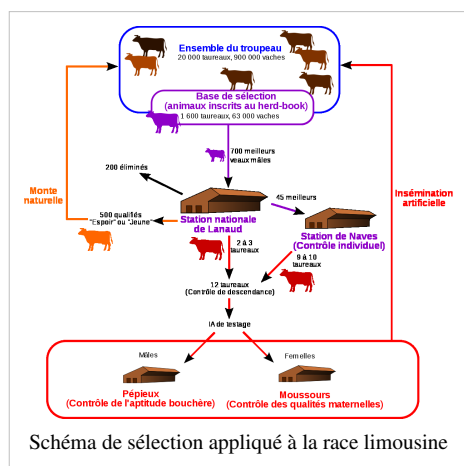 Ensemble du troupeau
20 000 taureaux, 900 000 vaches
Base de sélection
(animaux inscrits au herd-book)
1 600 taureaux, 63 000 vaches
700 meilleurs
veaux mâles
200 éliminés
Monte
naturelle
500 qualifiés
"Espoir" ou "Jeune"
Station nationale
de Lanaud
45 meilleurs
Station de Naves
(Contrôle individuel)
Insémination
artificielle
2 à 3
taureaux
9 à 10
taureaux
12 taureaux
(Contrôle de descendance)
IA de testage
Mâles
Femelles
Pépieux
(Contrôle de l'aptitude bouchère)
Moussours
(Contrôle des qualités maternelles)
Schéma de sélection appliqué à la race limousine